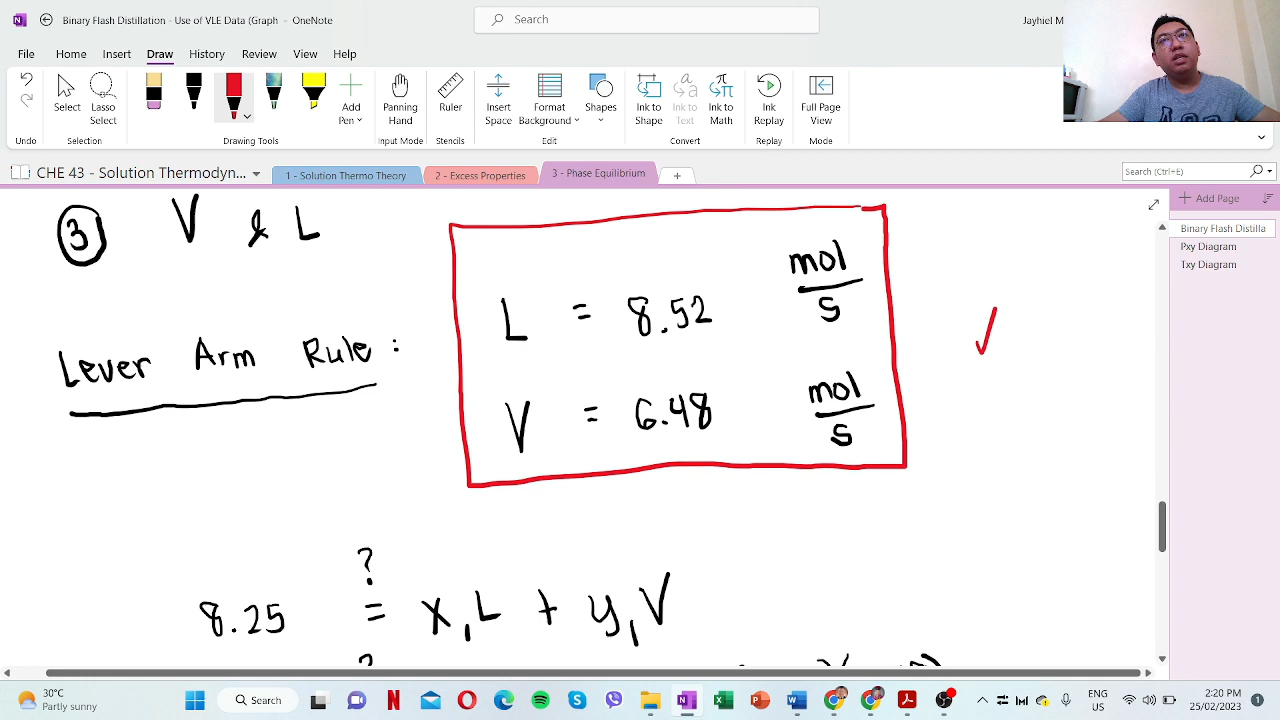 Binary Flash Distillation - Use of VLE Data (Graph - OneNote
Search
Jayhiel M
File Home Insert Draw History Review View Help
Undo
Select
Lasso Select
Selection
Add Pen
Drawing Tools
Panning Hand
Input Mode
Ruler
Stencils
Insert Space
Format Background
Shapes
Edit
Ink to Shape
Ink to Text
Ink to Math
Convert
Ink Replay
Replay
Full Page View
Mode
CHE 43 - Solution Thermodyn...
1 - Solution Thermo Theory
2 - Excess Properties
3 - Phase Equilibrium
+
Search (Ctrl+E)
Add Page
Binary Flash Distilla
Pxy Diagram
Txy Diagram
③ V & L
Lever Arm Rule :
L = 8.52 mol/s
V = 6.48 mol/s
?
8.25 = x₁L + y₁V
?
30°C
Partly sunny
Search
ENG
US
2:20 PM
25/02/2023
1